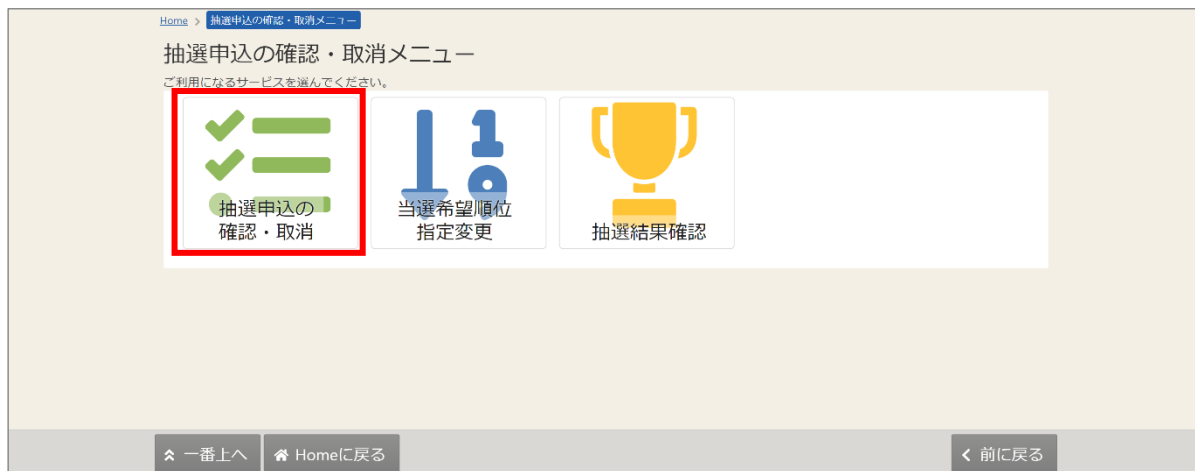 Home > 抽選申込の確認・取消メニュー
抽選申込の確認・取消メニュー
ご利用になるサービスを選んでください。
抽選申込の
確認・取消
当選希望順位
指定変更
抽選結果確認
一番上へ
Homeに戻る
前に戻る